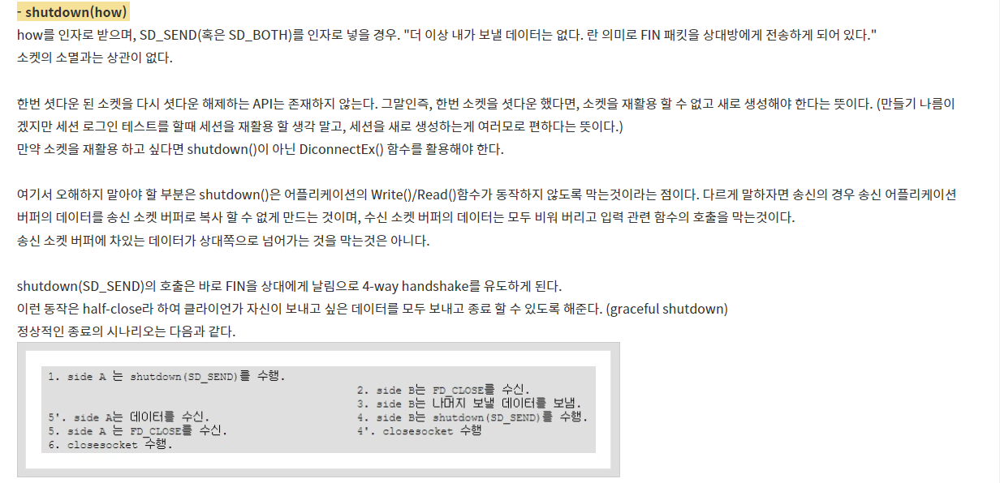 - shutdown(how)
how를 인자로 받으며, SD_SEND(혹은 SD_BOTH)를 인자로 넣을 경우. "더 이상 내가 보낼 데이터는 없다. 란 의미로 FIN 패킷을 상대방에게 전송하게 되어 있다."
소켓의 소멸과는 상관이 없다.
한번 셧다운 된 소켓을 다시 셧다운 해제하는 API는 존재하지 않는다. 그말인즉, 한번 소켓을 셧다운 했다면, 소켓을 재활용 할 수 없고 새로 생성해야 한다는 뜻이다. (만들기 나름이
겠지만 세션 로그인 테스트를 할때 세션을 재활용 할 생각 말고, 세션을 새로 생성하는게 여러모로 편하다는 뜻이다.)
만약 소켓을 재활용 하고 싶다면 shutdown()이 아닌 DiconnectEx() 함수를 활용해야 한다.
여기서 오해하지 말아야 할 부분은 shutdown()은 어플리케이션의 Write()/Read()함수가 동작하지 않도록 막는것이라는 점이다. 다르게 말하자면 송신의 경우 송신 어플리케이션
버퍼의 데이터를 송신 소켓 버퍼로 복사 할 수 없게 만드는 것이며, 수신 소켓 버퍼의 데이터는 모두 비워 버리고 입력 관련 함수의 호출을 막는것이다.
송신 소켓 버퍼에 차있는 데이터가 상대쪽으로 넘어가는 것을 막는것은 아니다.
shutdown(SD_SEND)의 호출은 바로 FIN을 상대에게 날림으로 4-way handshake를 유도하게 된다.
이런 동작은 half-close라 하여 클라이언가 자신이 보내고 싶은 데이터를 모두 보내고 종료 할 수 있도록 해준다. (graceful shutdown)
정상적인 종료의 시나리오는 다음과 같다.
1. side A 는 shutdown(SD_SEND)를 수행.
2. side B는 FD_CLOSE를 수신.
3. side B는 나머지 보낼 데이터를 보냄.
5'. side A는 데이터를 수신. 4. side B는 shutdown(SD_SEND)를 수행.
5. side A 는 FD_CLOSE를 수신. 4'. closesocket 수행
6. closesocket 수행.